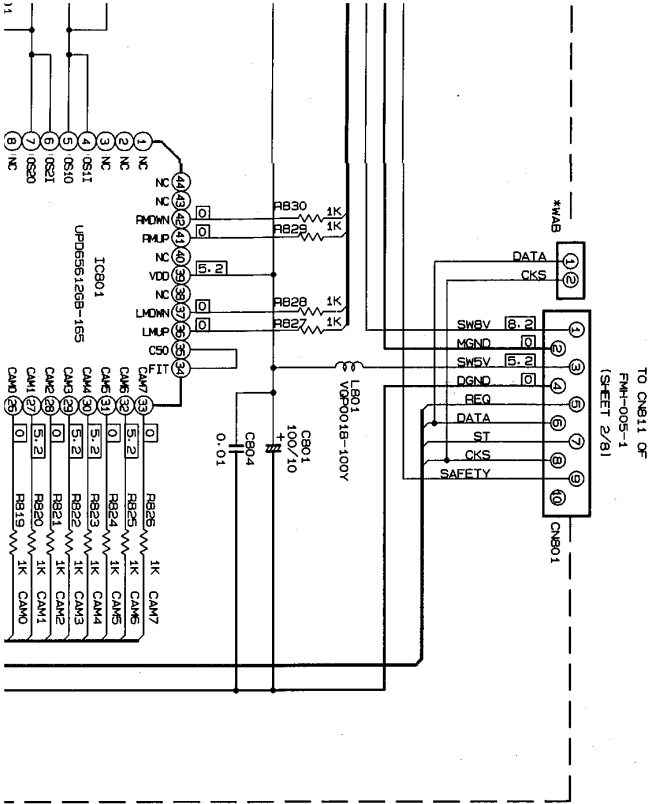 01
8 7 6 5 4 3 2 1
NC
OS2O
OS2I
OS1O
OS1I
NC
NC
NC
IC801
UPD65612GB-165
NC 44
NC 43
RMDWN 42 0 R830 1K
RMUP 41 0 R829 1K
NC 40
VDD 39 5.2
NC 38
LMDWN 37 0 R828 1K
LMUP 36 0 R827 1K
C50 35
FIT 34
CAM7 33 0 R826 1K CAM7
CAM6 32 5.2 R825 1K CAM6
CAM5 31 0 R824 1K CAM5
CAM4 30 5.2 R823 1K CAM4
CAM3 29 5.2 R822 1K CAM3
CAM2 28 0 R821 1K CAM2
CAM1 27 5.2 R820 1K CAM1
CAM0 26 0 R819 1K CAM0
C804
0.01
C801
100/10
+
L801
VQP0018-100Y
*WAB
DATA 1
CKS 2
SW8V 8.2 1
MGND 0 2
SW5V 5.2 3
DGND 0 4
REQ 5
DATA 6
ST 7
CKS 8
SAFETY 9
10
CN801
TO CN811 OF
FMH-005-1
(SHEET 2/8)